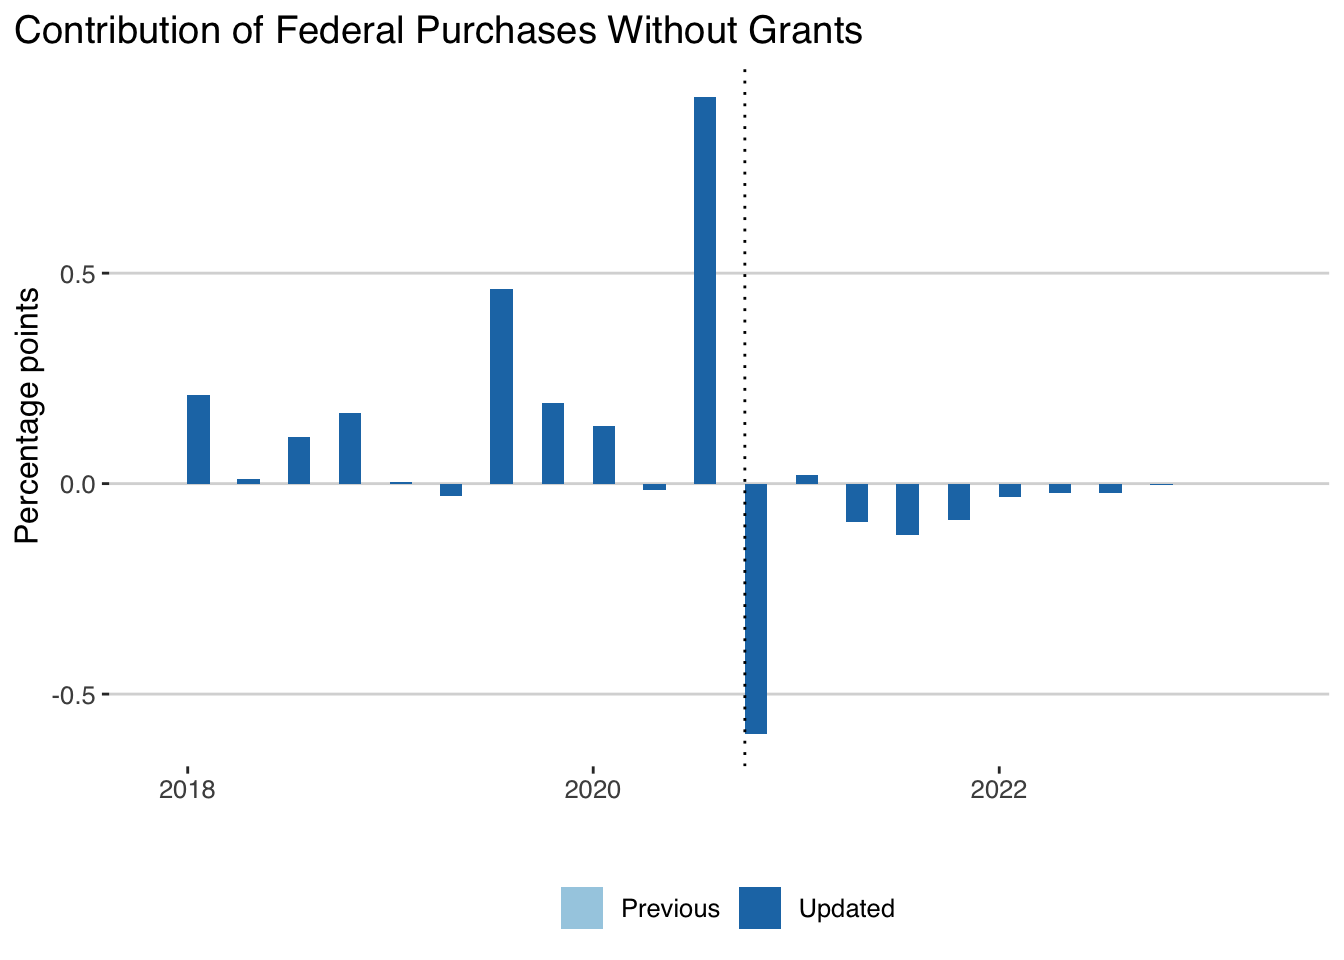 Contribution of Federal Purchases Without Grants
Percentage points
0.5
0.0
-0.5
2018 2020 2022
Previous Updated